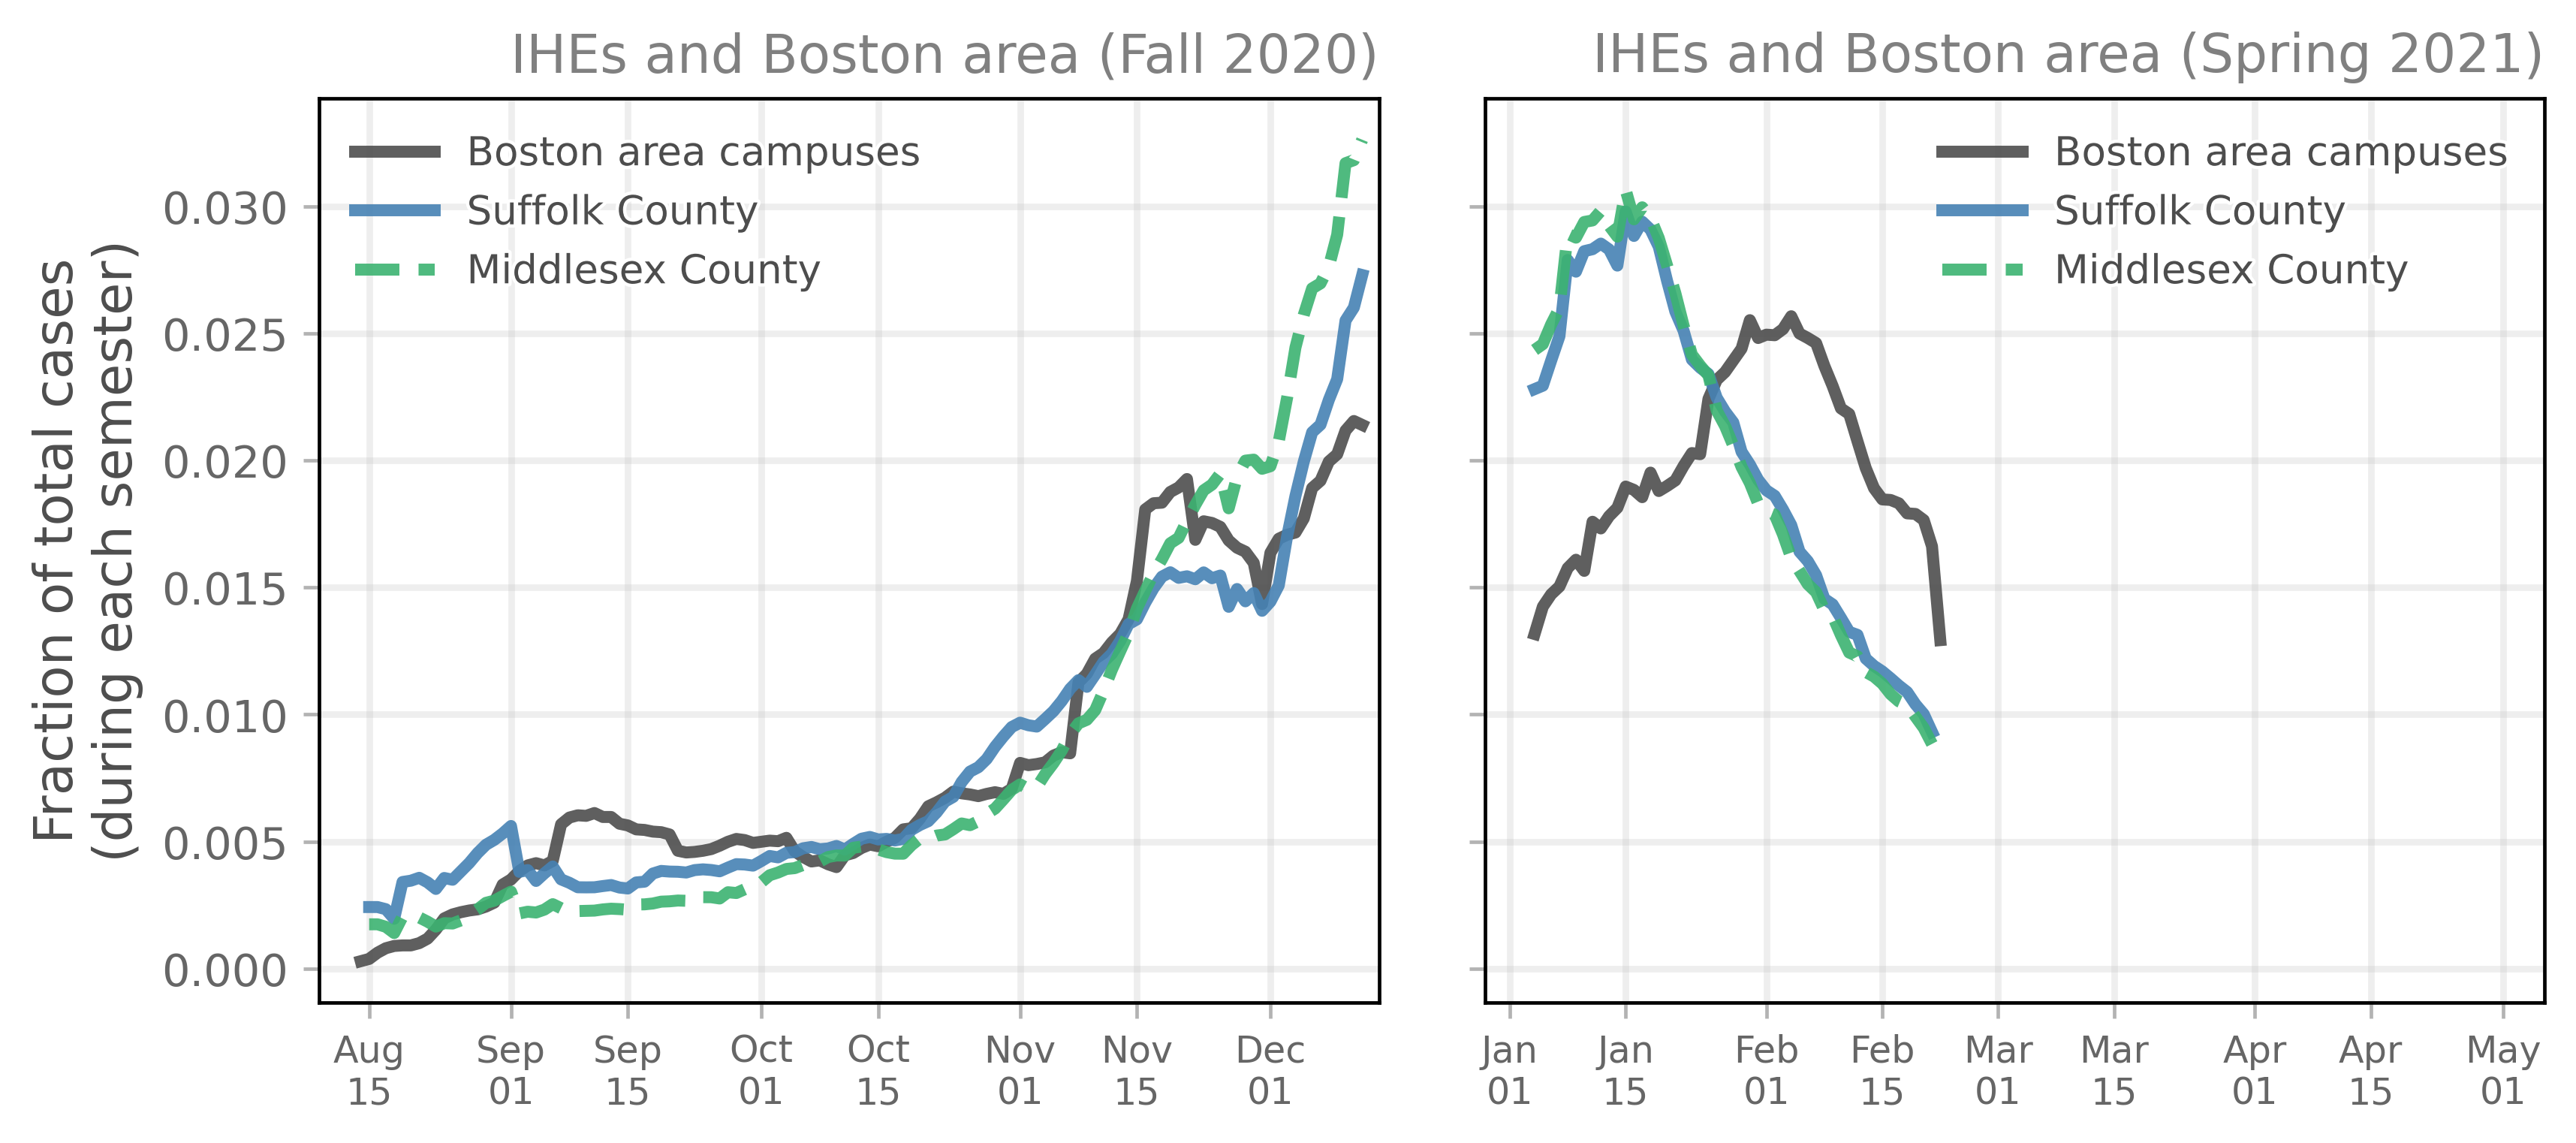 IHEs and Boston area (Fall 2020)
Boston area campuses
Suffolk County
Middlesex County
Fraction of total cases
(during each semester)
0.030
0.025
0.020
0.015
0.010
0.005
0.000
Aug Sep Sep Oct Oct Nov Nov Dec
15 01 15 01 15 01 15 01
IHEs and Boston area (Spring 2021)
Boston area campuses
Suffolk County
Middlesex County
Jan Jan Feb Feb Mar Mar Apr Apr May
01 15 01 15 01 15 01 15 01